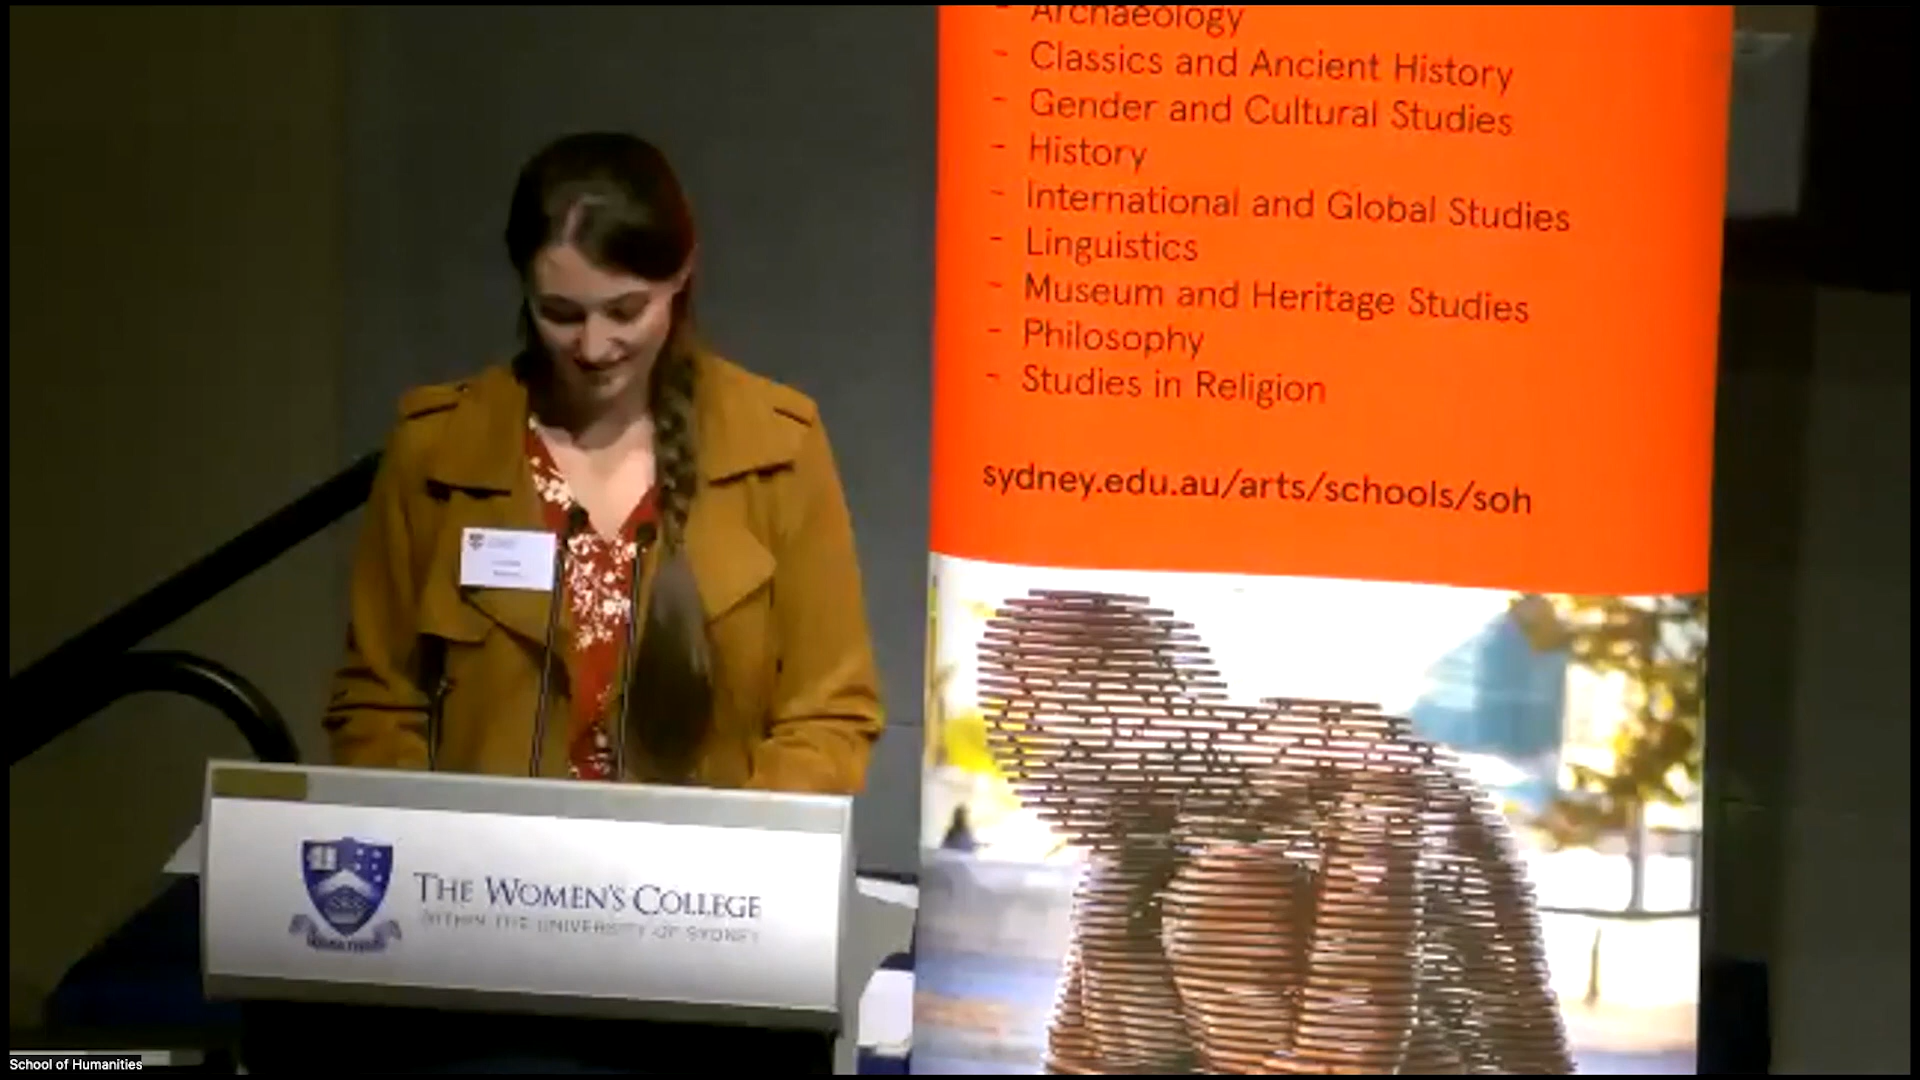 - Archaeology
- Classics and Ancient History
- Gender and Cultural Studies
- History
- International and Global Studies
- Linguistics
- Museum and Heritage Studies
- Philosophy
- Studies in Religion
sydney.edu.au/arts/schools/soh
THE WOMEN'S COLLEGE
WITHIN THE UNIVERSITY OF SYDNEY
School of Humanities